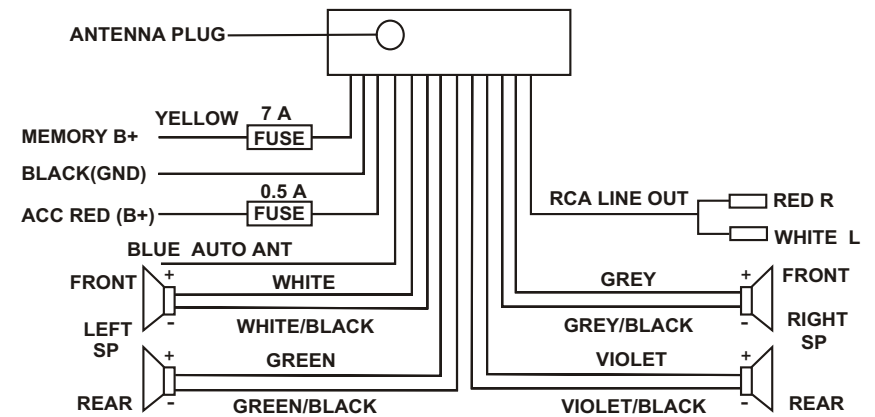 ANTENNA PLUG
YELLOW 7 A
MEMORY B+ FUSE
BLACK(GND)
0.5 A
ACC RED (B+) FUSE
RCA LINE OUT
RED R
WHITE L
BLUE AUTO ANT
FRONT + WHITE
- WHITE/BLACK
LEFT
SP
+ GREEN
REAR - GREEN/BLACK
GREY + FRONT
GREY/BLACK -
RIGHT
SP
VIOLET +
VIOLET/BLACK - REAR